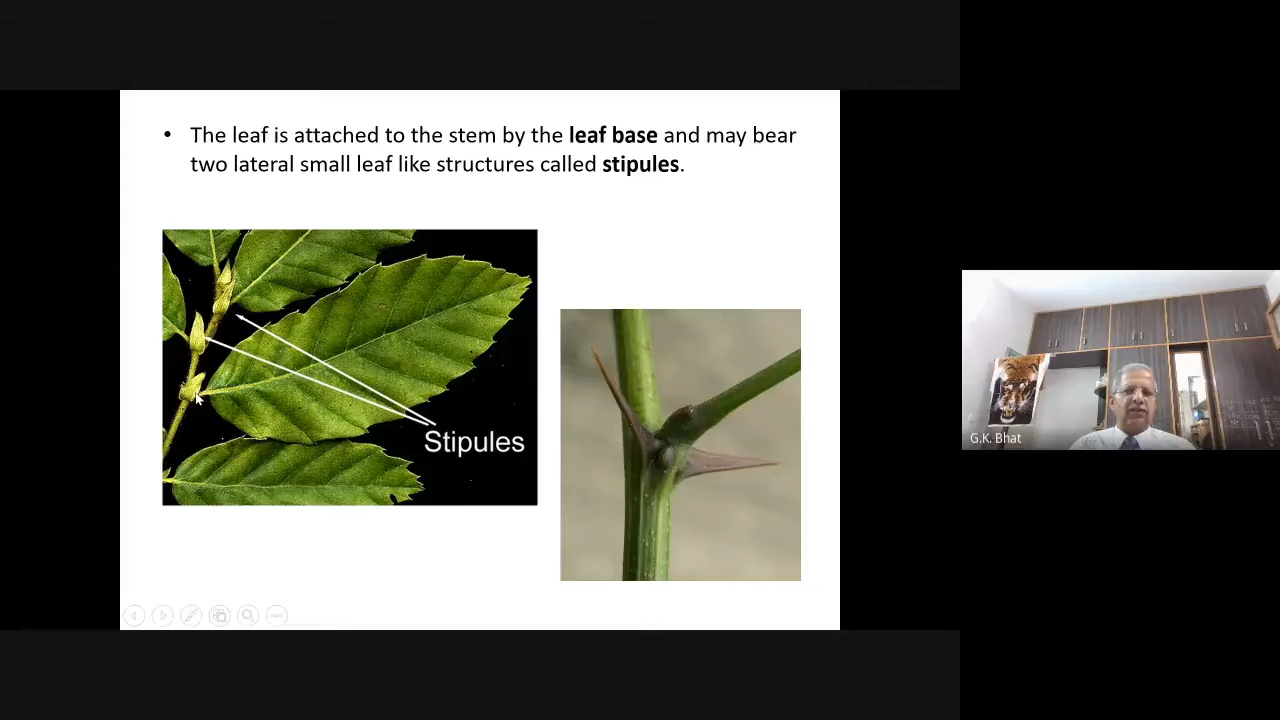 • The leaf is attached to the stem by the leaf base and may bear
two lateral small leaf like structures called stipules.
Stipules
G.K. Bhat